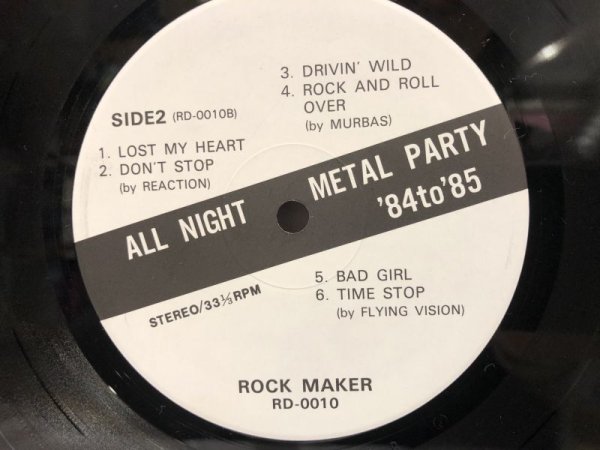 SIDE2 (RD-0010B)
1. LOST MY HEART
2. DON'T STOP
(by REACTION)
3. DRIVIN' WILD
4. ROCK AND ROLL
OVER
(by MURBAS)
ALL NIGHT METAL PARTY
'84to'85
STEREO/33⅓RPM
5. BAD GIRL
6. TIME STOP
(by FLYING VISION)
ROCK MAKER
RD-0010